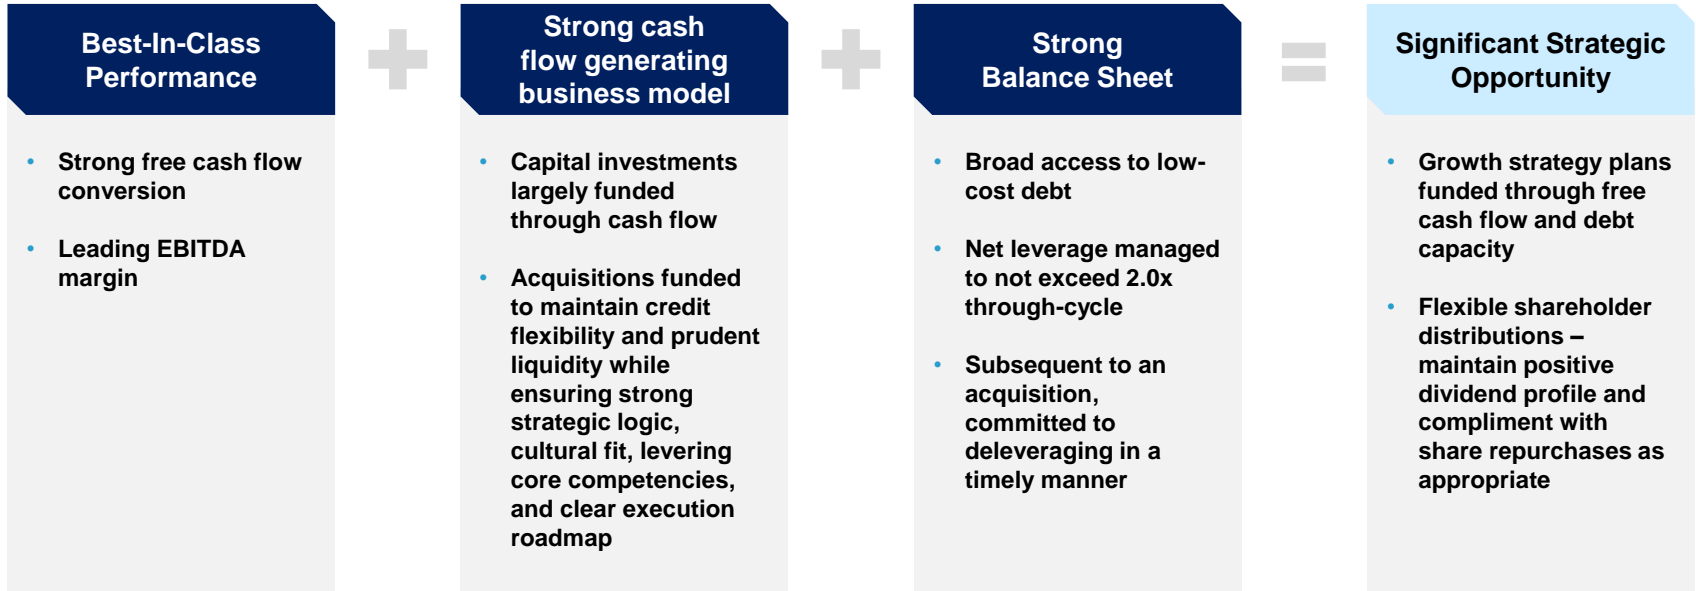 Best-In-Class
Performance
Strong free cash flow
conversion
Leading EBITDA
margin
Strong cash
flow generating
business model
Capital investments
largely funded
through cash flow
Acquisitions funded
to maintain credit
flexibility and prudent
liquidity while
ensuring strong
strategic logic,
cultural fit, levering
core competencies,
and clear execution
roadmap
Strong
Balance Sheet
Broad access to low-
cost debt
Net leverage managed
to not exceed 2.0x
through-cycle
Subsequent to an
acquisition,
committed to
deleveraging in a
timely manner
Significant Strategic
Opportunity
Growth strategy plans
funded through free
cash flow and debt
capacity
Flexible shareholder
distributions –
maintain positive
dividend profile and
compliment with
share repurchases as
appropriate